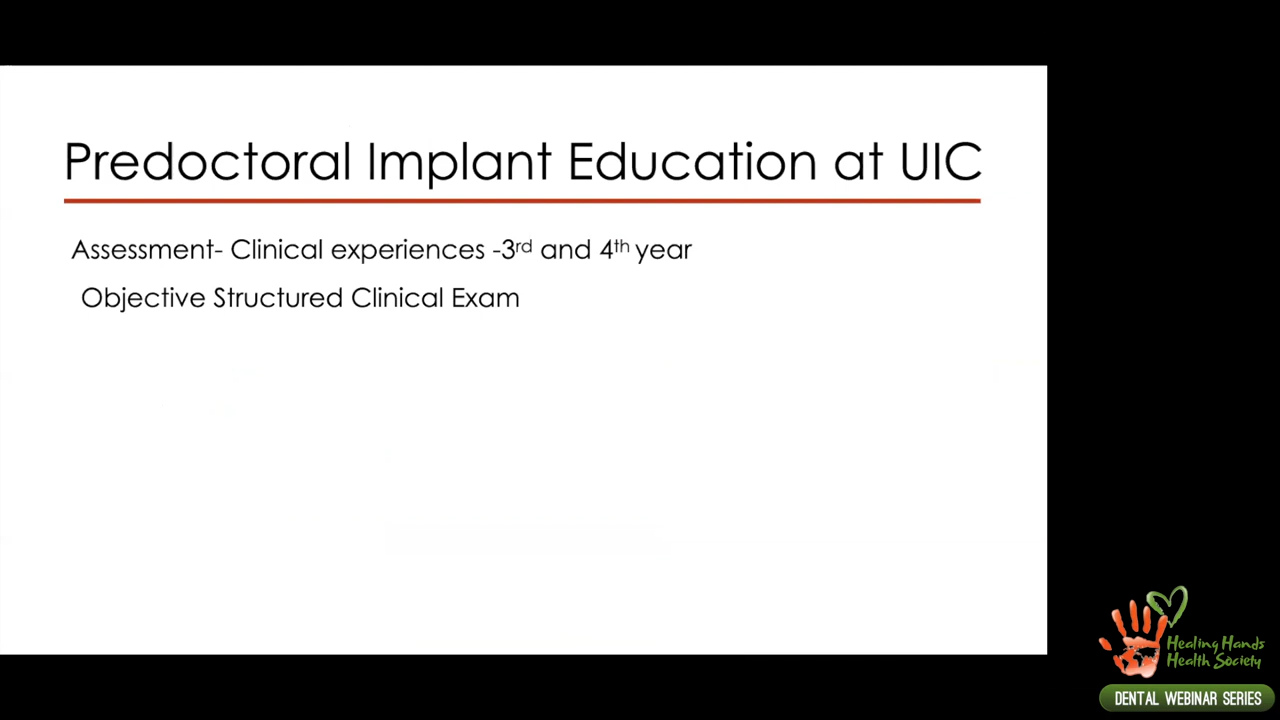 Predoctoral Implant Education at UIC
Assessment- Clinical experiences -3rd and 4th year
Objective Structured Clinical Exam
Healing Hands
Health Society
DENTAL WEBINAR SERIES